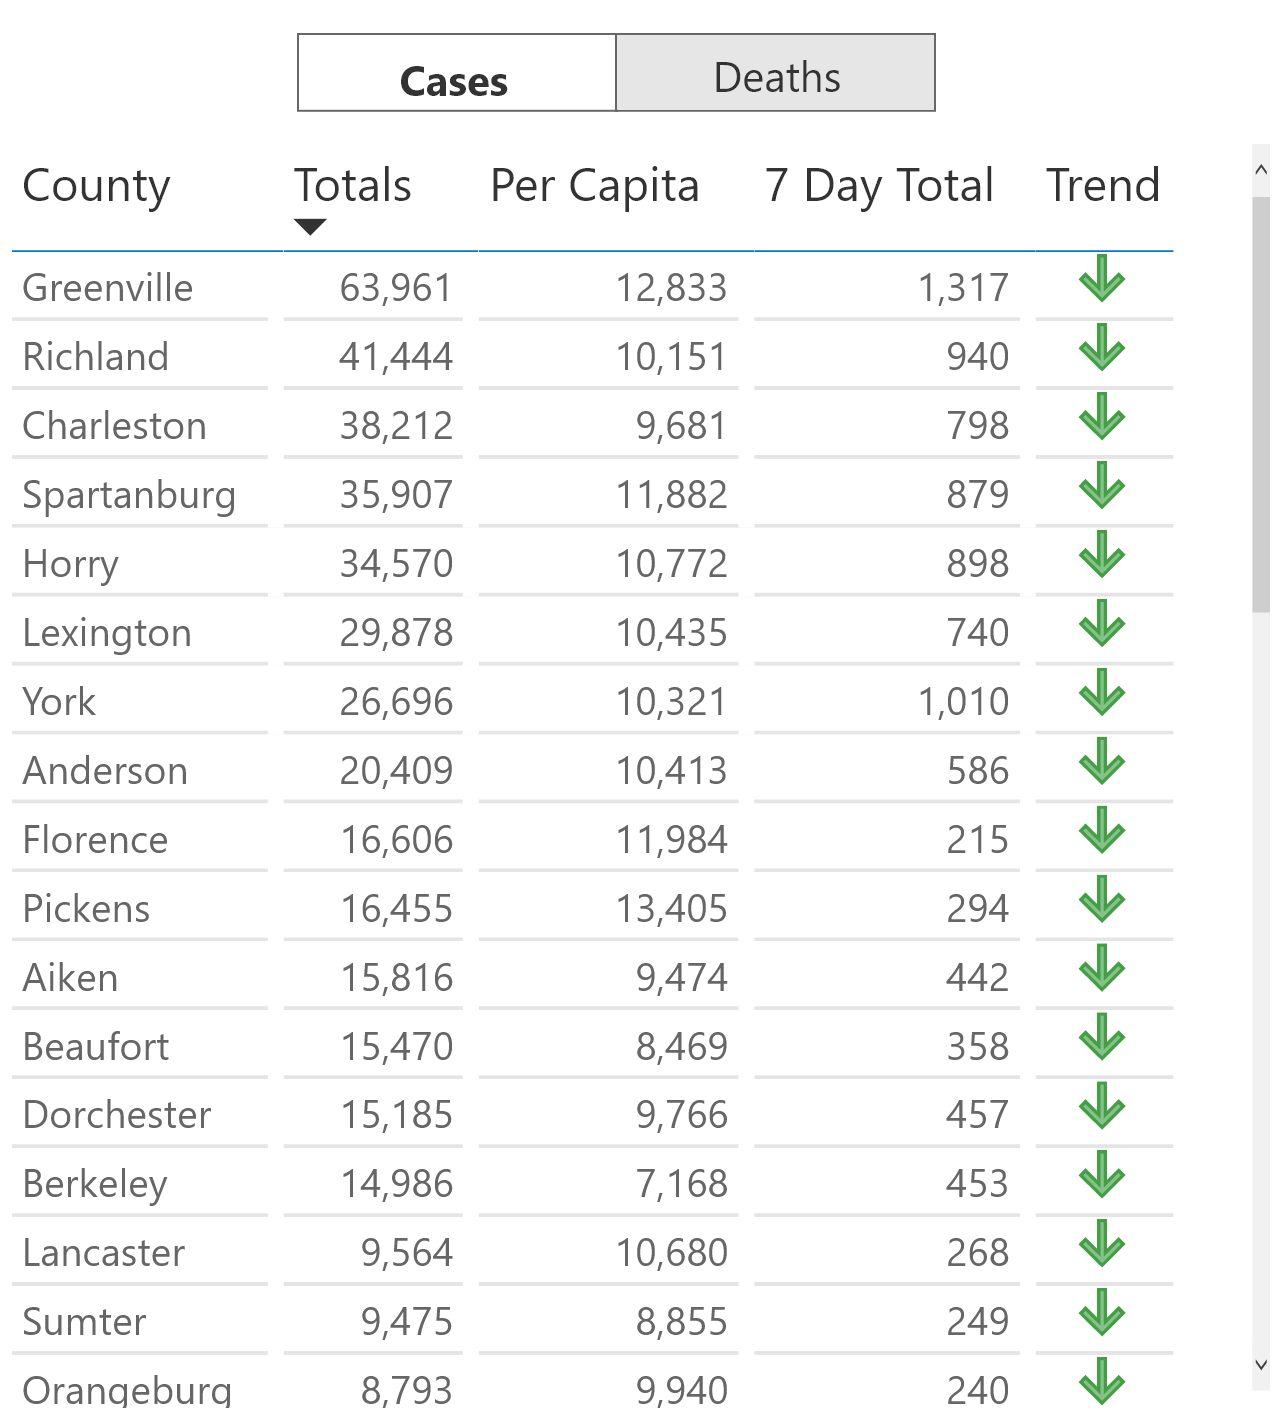 Cases Deaths
County Totals Per Capita 7 Day Total Trend
Greenville 63,961 12,833 1,317
Richland 41,444 10,151 940
Charleston 38,212 9,681 798
Spartanburg 35,907 11,882 879
Horry 34,570 10,772 898
Lexington 29,878 10,435 740
York 26,696 10,321 1,010
Anderson 20,409 10,413 586
Florence 16,606 11,984 215
Pickens 16,455 13,405 294
Aiken 15,816 9,474 442
Beaufort 15,470 8,469 358
Dorchester 15,185 9,766 457
Berkeley 14,986 7,168 453
Lancaster 9,564 10,680 268
Sumter 9,475 8,855 249
Orangeburg 8,793 9,940 240